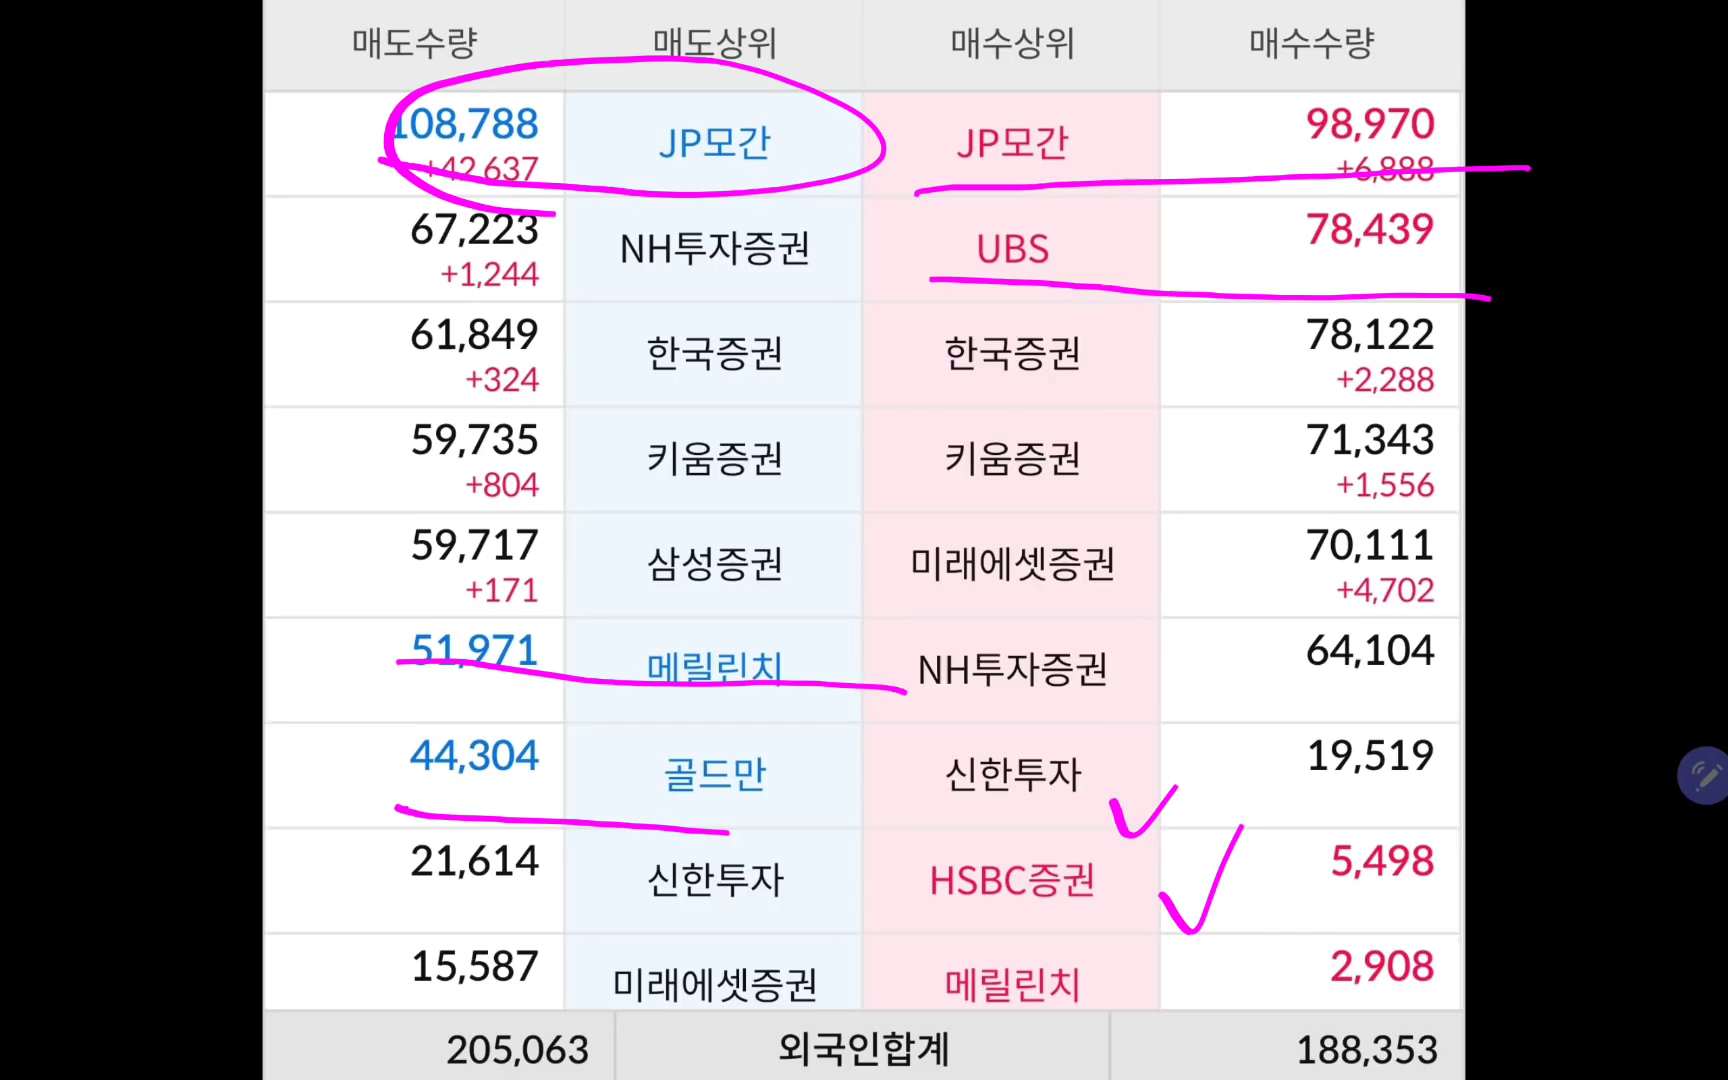 매도수량 매도상위 매수상위 매수수량
108,788 JP모간 JP모간 98,970
+42,637 +6,888
67,223 NH투자증권 UBS 78,439
+1,244
61,849 한국증권 한국증권 78,122
+324 +2,288
59,735 키움증권 키움증권 71,343
+804 +1,556
59,717 삼성증권 미래에셋증권 70,111
+171 +4,702
51,971 메릴린치 NH투자증권 64,104
44,304 골드만 신한투자 19,519
21,614 신한투자 HSBC증권 5,498
15,587 미래에셋증권 메릴린치 2,908
205,063 외국인합계 188,353